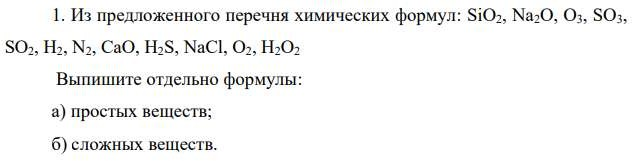 1. Из предложенного перечня химических формул: SiO₂, Na₂O, O₃, SO₃,
SO₂, H₂, N₂, CaO, H₂S, NaCl, O₂, H₂O₂
Выпишите отдельно формулы:
а) простых веществ;
б) сложных веществ.